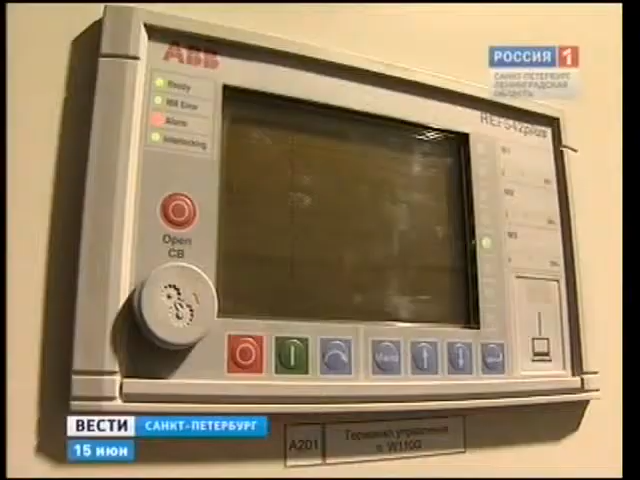 ABB
РОССИЯ 1
САНКТ-ПЕТЕРБУРГ
ЛЕНИНГРАДСКАЯ
ОБЛАСТЬ
REF542plus
Ready
Alarm
Interlocking
Open
CB
Menu
ВЕСТИ САНКТ-ПЕТЕРБУРГ
15 июн
A201
Терминал управления